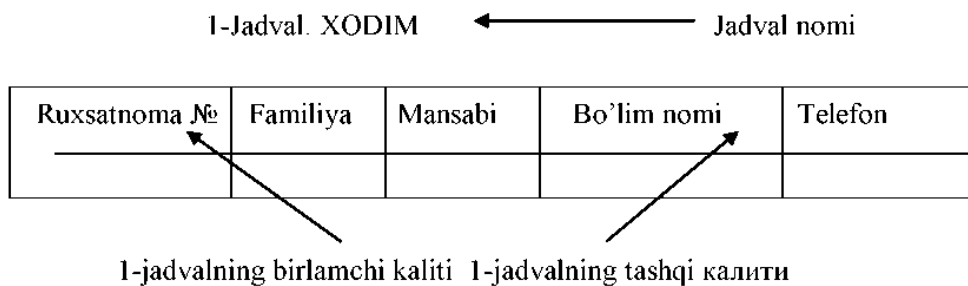 1-Jadval. XODIM Jadval nomi
Ruxsatnoma № Familiya Mansabi Bo’lim nomi Telefon
1-jadvalning birlamchi kaliti 1-jadvalning tashqi калити